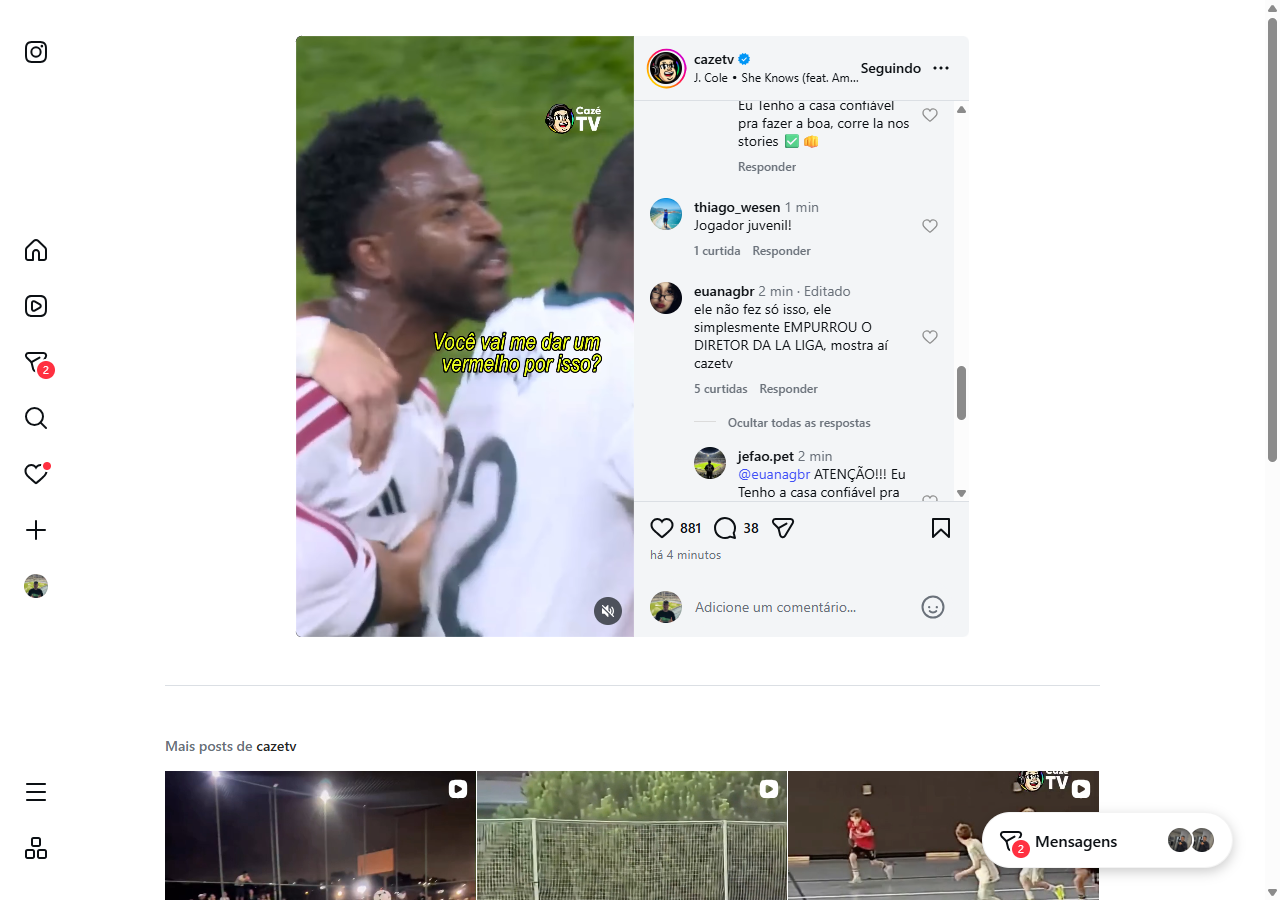 Cazé
TV
Você vai me dar um
vermelho por isso?
cazetv
J. Cole • She Knows (feat. Am...
Seguindo
Eu Tenho a casa confiável
pra fazer a boa, corre la nos
stories ✅ 👊
Responder
thiago_wesen 1 min
Jogador juvenil!
1 curtida Responder
euanagbr 2 min · Editado
ele não fez só isso, ele
simplesmente EMPURROU O
DIRETOR DA LA LIGA, mostra aí
cazetv
5 curtidas Responder
Ocultar todas as respostas
jefao.pet 2 min
@euanagbr ATENÇÃO!!! Eu
Tenho a casa confiável pra
881 38
há 4 minutos
Adicione um comentário...
2
Mais posts de cazetv
Cazé
TV
2
Mensagens